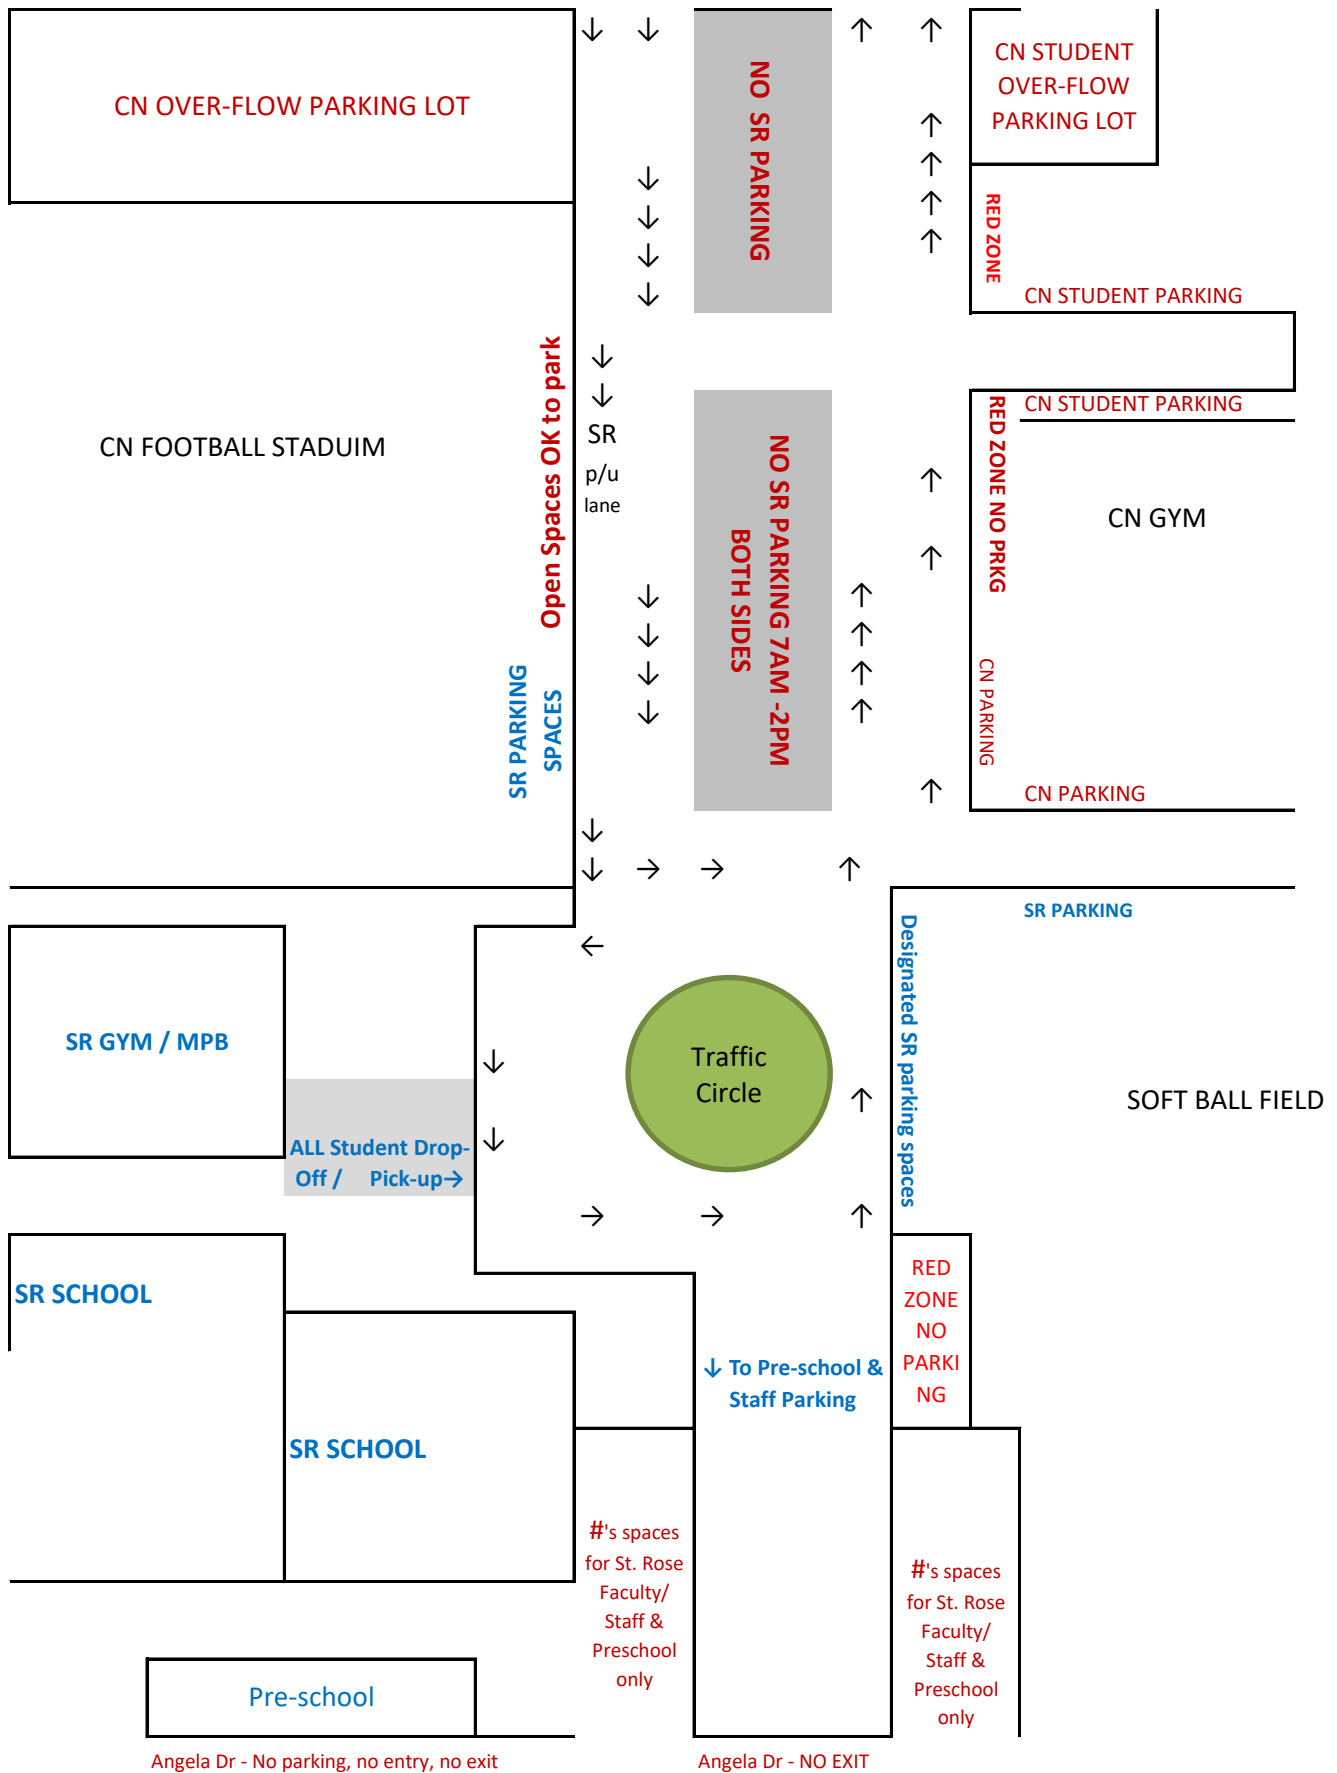 CN OVER-FLOW PARKING LOT
NO SR PARKING
CN STUDENT
OVER-FLOW
PARKING LOT
RED ZONE
CN STUDENT PARKING
CN FOOTBALL STADUIM
Open Spaces OK to park
SR
p/u
lane
NO SR PARKING 7AM -2PM
BOTH SIDES
RED ZONE NO PRKG
CN STUDENT PARKING
CN GYM
SR PARKING
SPACES
CN PARKING
CN PARKING
SR PARKING
Designated SR parking spaces
SR GYM / MPB
Traffic
Circle
SOFT BALL FIELD
ALL Student Drop-
Off / Pick-up→
SR SCHOOL
RED
ZONE
NO
PARKI
NG
↓ To Pre-school &
Staff Parking
SR SCHOOL
#'s spaces
for St. Rose
Faculty/
Staff &
Preschool
only
#'s spaces
for St. Rose
Faculty/
Staff &
Preschool
only
Pre-school
Angela Dr - No parking, no entry, no exit
Angela Dr - NO EXIT